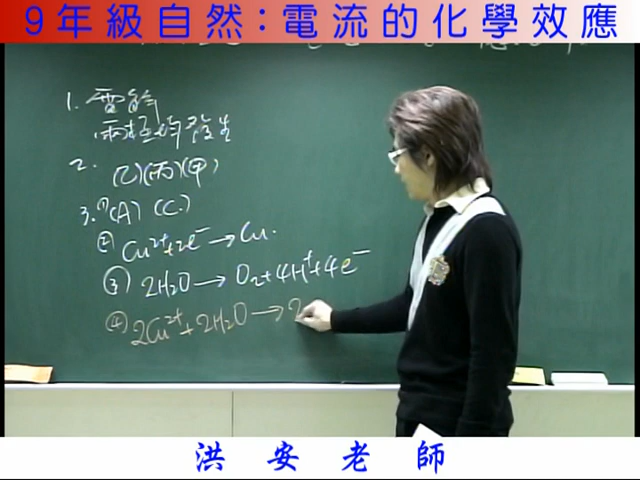 9年級自然:電流的化學效應
1. 電解
兩極均發生
2. (乙)(丙)(甲)
3. ① (A) (C)
② Cu²⁺+2e⁻→Cu
③ 2H₂O→O₂+4H⁺+4e⁻
④ 2Cu²⁺+2H₂O→2
洪安老師